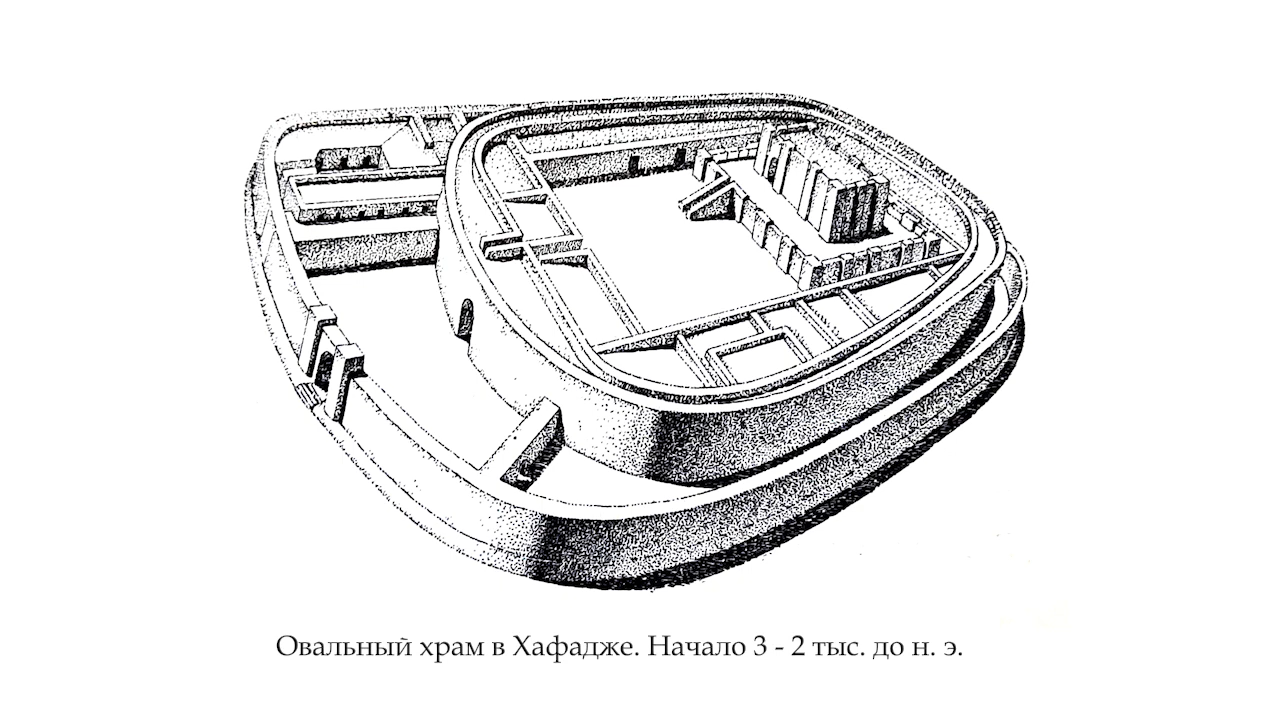 Овальный храм в Хафадже. Начало 3 - 2 тыс. до н. э.